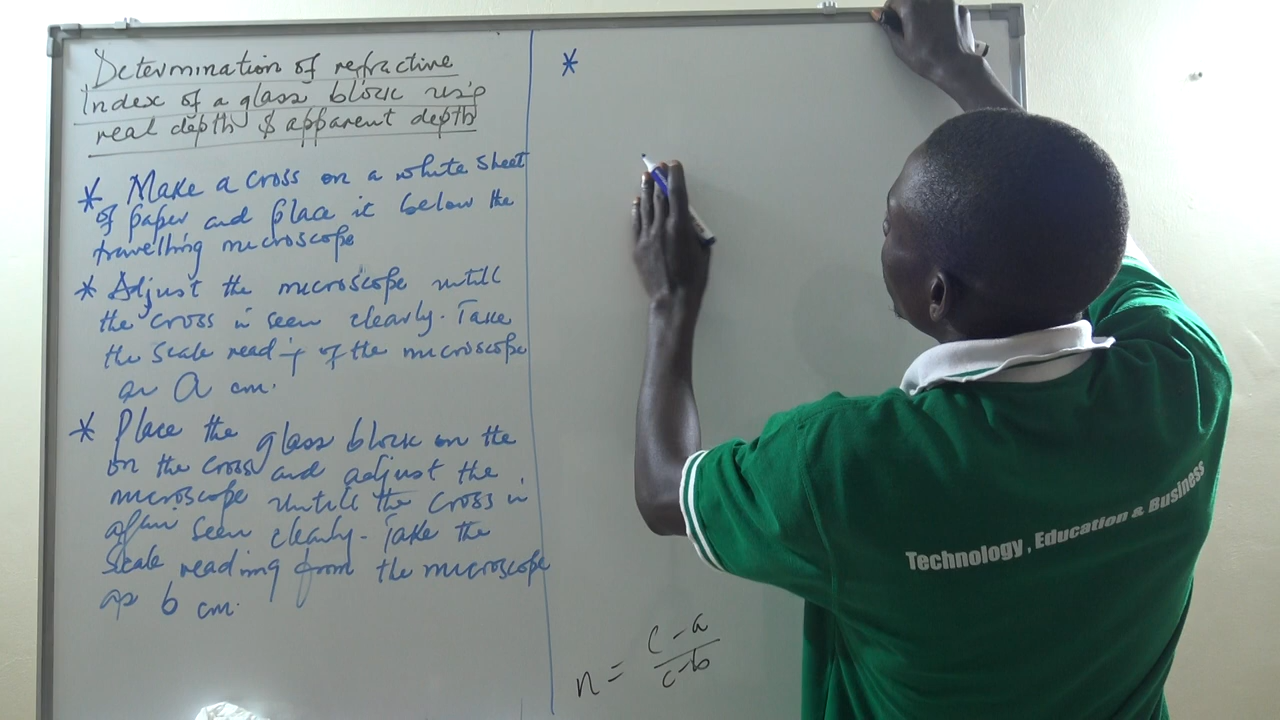 Determination of refractive
Index of a glass block using
real depth & apparent depth
* Make a cross on a white sheet
of paper and place it below the
travelling microscope
* Adjust the microscope untill
the cross is seen clearly. Take
the scale reading of the microscope
as a cm.
* Place the glass block on the
on the cross and adjust the
microscope untill the cross is
again seen clearly. Take the
scale reading from the microscope
as b cm.
*
n = c-a
c-b
Technology , Education & Business